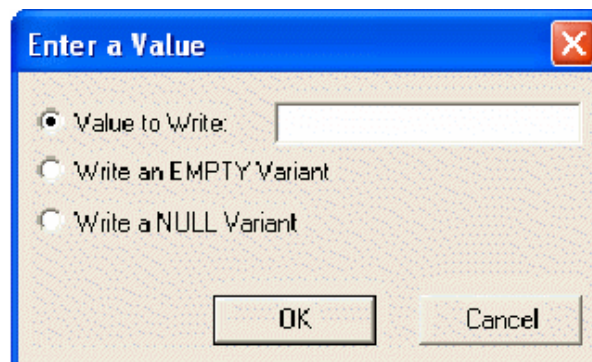 Enter a Value
Value to Write:
Write an EMPTY Variant
Write a NULL Variant
OK Cancel